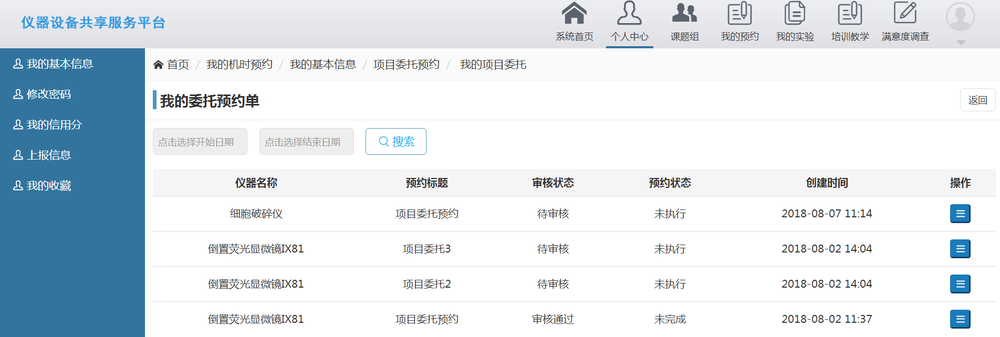 仪器设备共享服务平台
系统首页 个人中心 课题组 我的预约 我的实验 培训教学 满意度调查
我的基本信息
修改密码
我的信用分
上报信息
我的收藏
首页 / 我的机时预约 / 我的基本信息 / 项目委托预约 / 我的项目委托
我的委托预约单
返回
点击选择开始日期 点击选择结束日期 搜索
仪器名称 预约标题 审核状态 预约状态 创建时间 操作
细胞破碎仪 项目委托预约 待审核 未执行 2018-08-07 11:14
倒置荧光显微镜IX81 项目委托3 待审核 未执行 2018-08-02 14:04
倒置荧光显微镜IX81 项目委托2 待审核 未执行 2018-08-02 14:04
倒置荧光显微镜IX81 项目委托预约 审核通过 未完成 2018-08-02 11:37